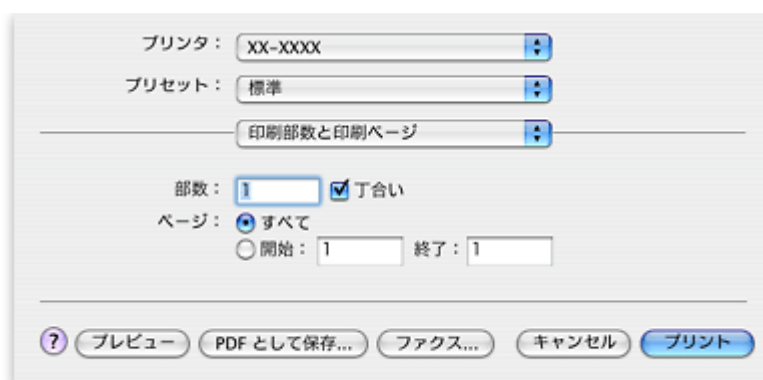 プリンタ： XX-XXXX
プリセット： 標準
印刷部数と印刷ページ
部数： 1 丁合い
ページ： すべて
開始： 1 終了： 1
? プレビュー PDF として保存... ファクス... キャンセル プリント